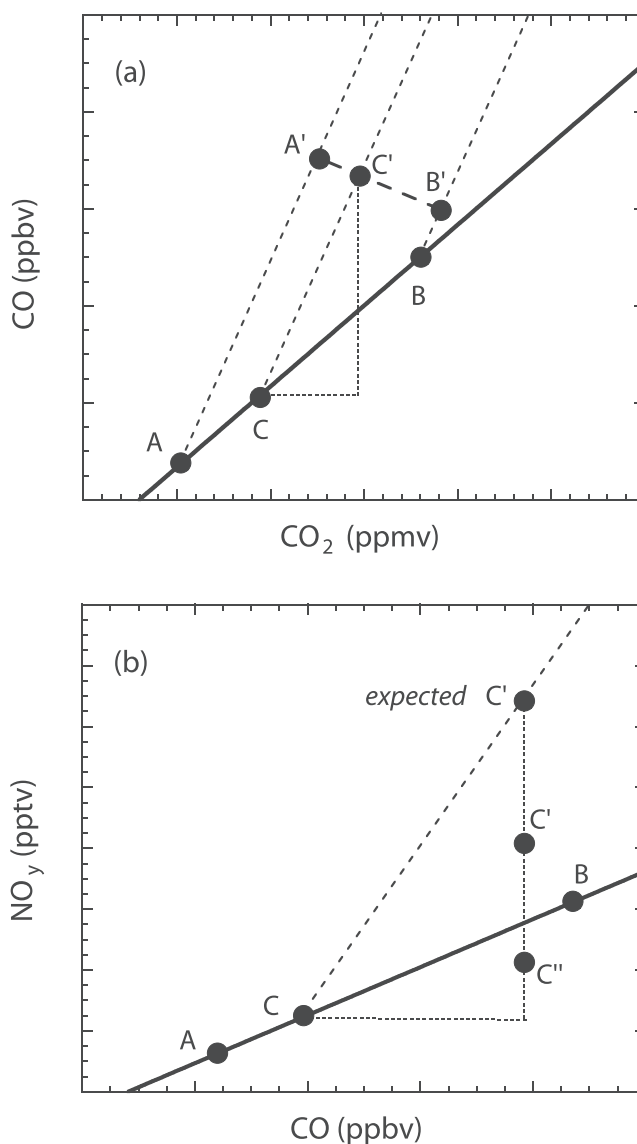 (a)
A'
C'
B'
B
A
C
CO (ppbv)
CO₂ (ppmv)
(b)
expected C'
C'
B
C''
C
A
NOy (pptv)
CO (ppbv)